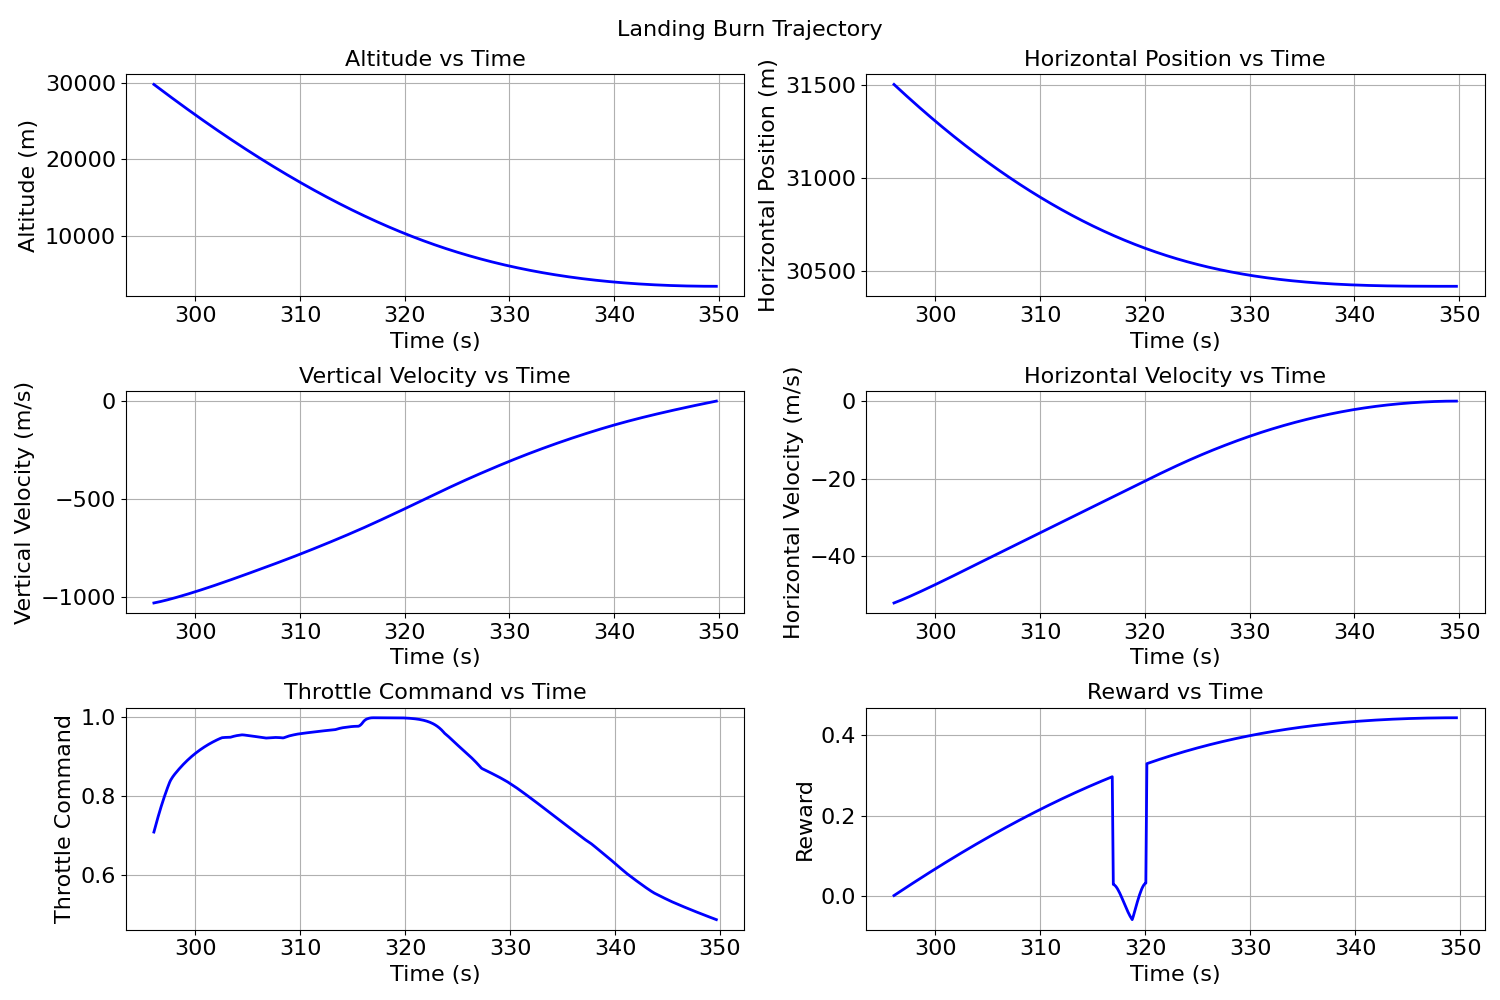 Landing Burn Trajectory
Altitude vs Time
Altitude (m)
30000
20000
10000
300 310 320 330 340 350
Time (s)
Horizontal Position vs Time
Horizontal Position (m)
31500
31000
30500
300 310 320 330 340 350
Time (s)
Vertical Velocity vs Time
Vertical Velocity (m/s)
0
−500
−1000
300 310 320 330 340 350
Time (s)
Horizontal Velocity vs Time
Horizontal Velocity (m/s)
0
−20
−40
300 310 320 330 340 350
Time (s)
Throttle Command vs Time
Throttle Command
1.0
0.8
0.6
300 310 320 330 340 350
Time (s)
Reward vs Time
Reward
0.4
0.2
0.0
300 310 320 330 340 350
Time (s)